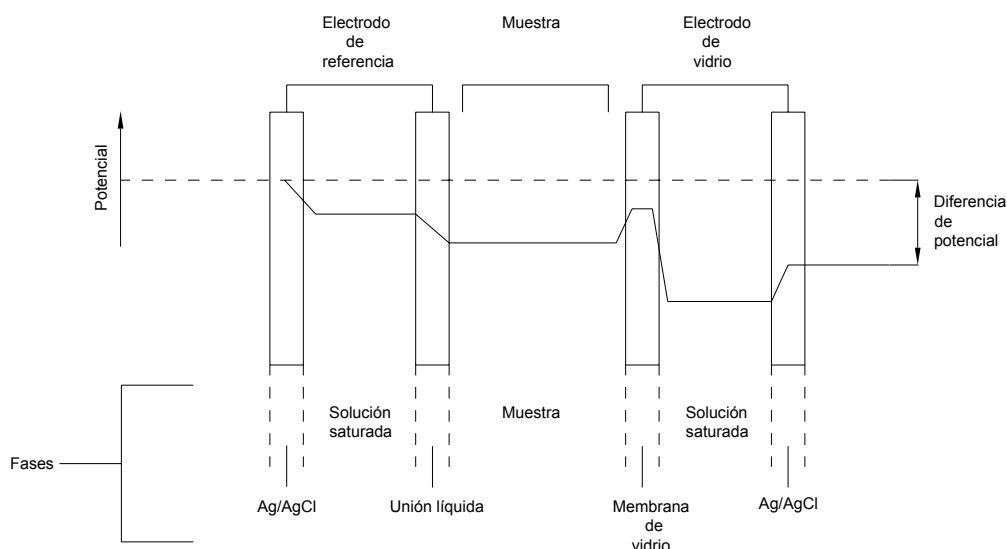 Electrodo
de
referencia
Muestra
Electrodo
de
vidrio
Potencial
Diferencia
de
potencial
Solución
saturada
Muestra
Solución
saturada
Fases
Ag/AgCl
Unión líquida
Membrana
de
vidrio
Ag/AgCl